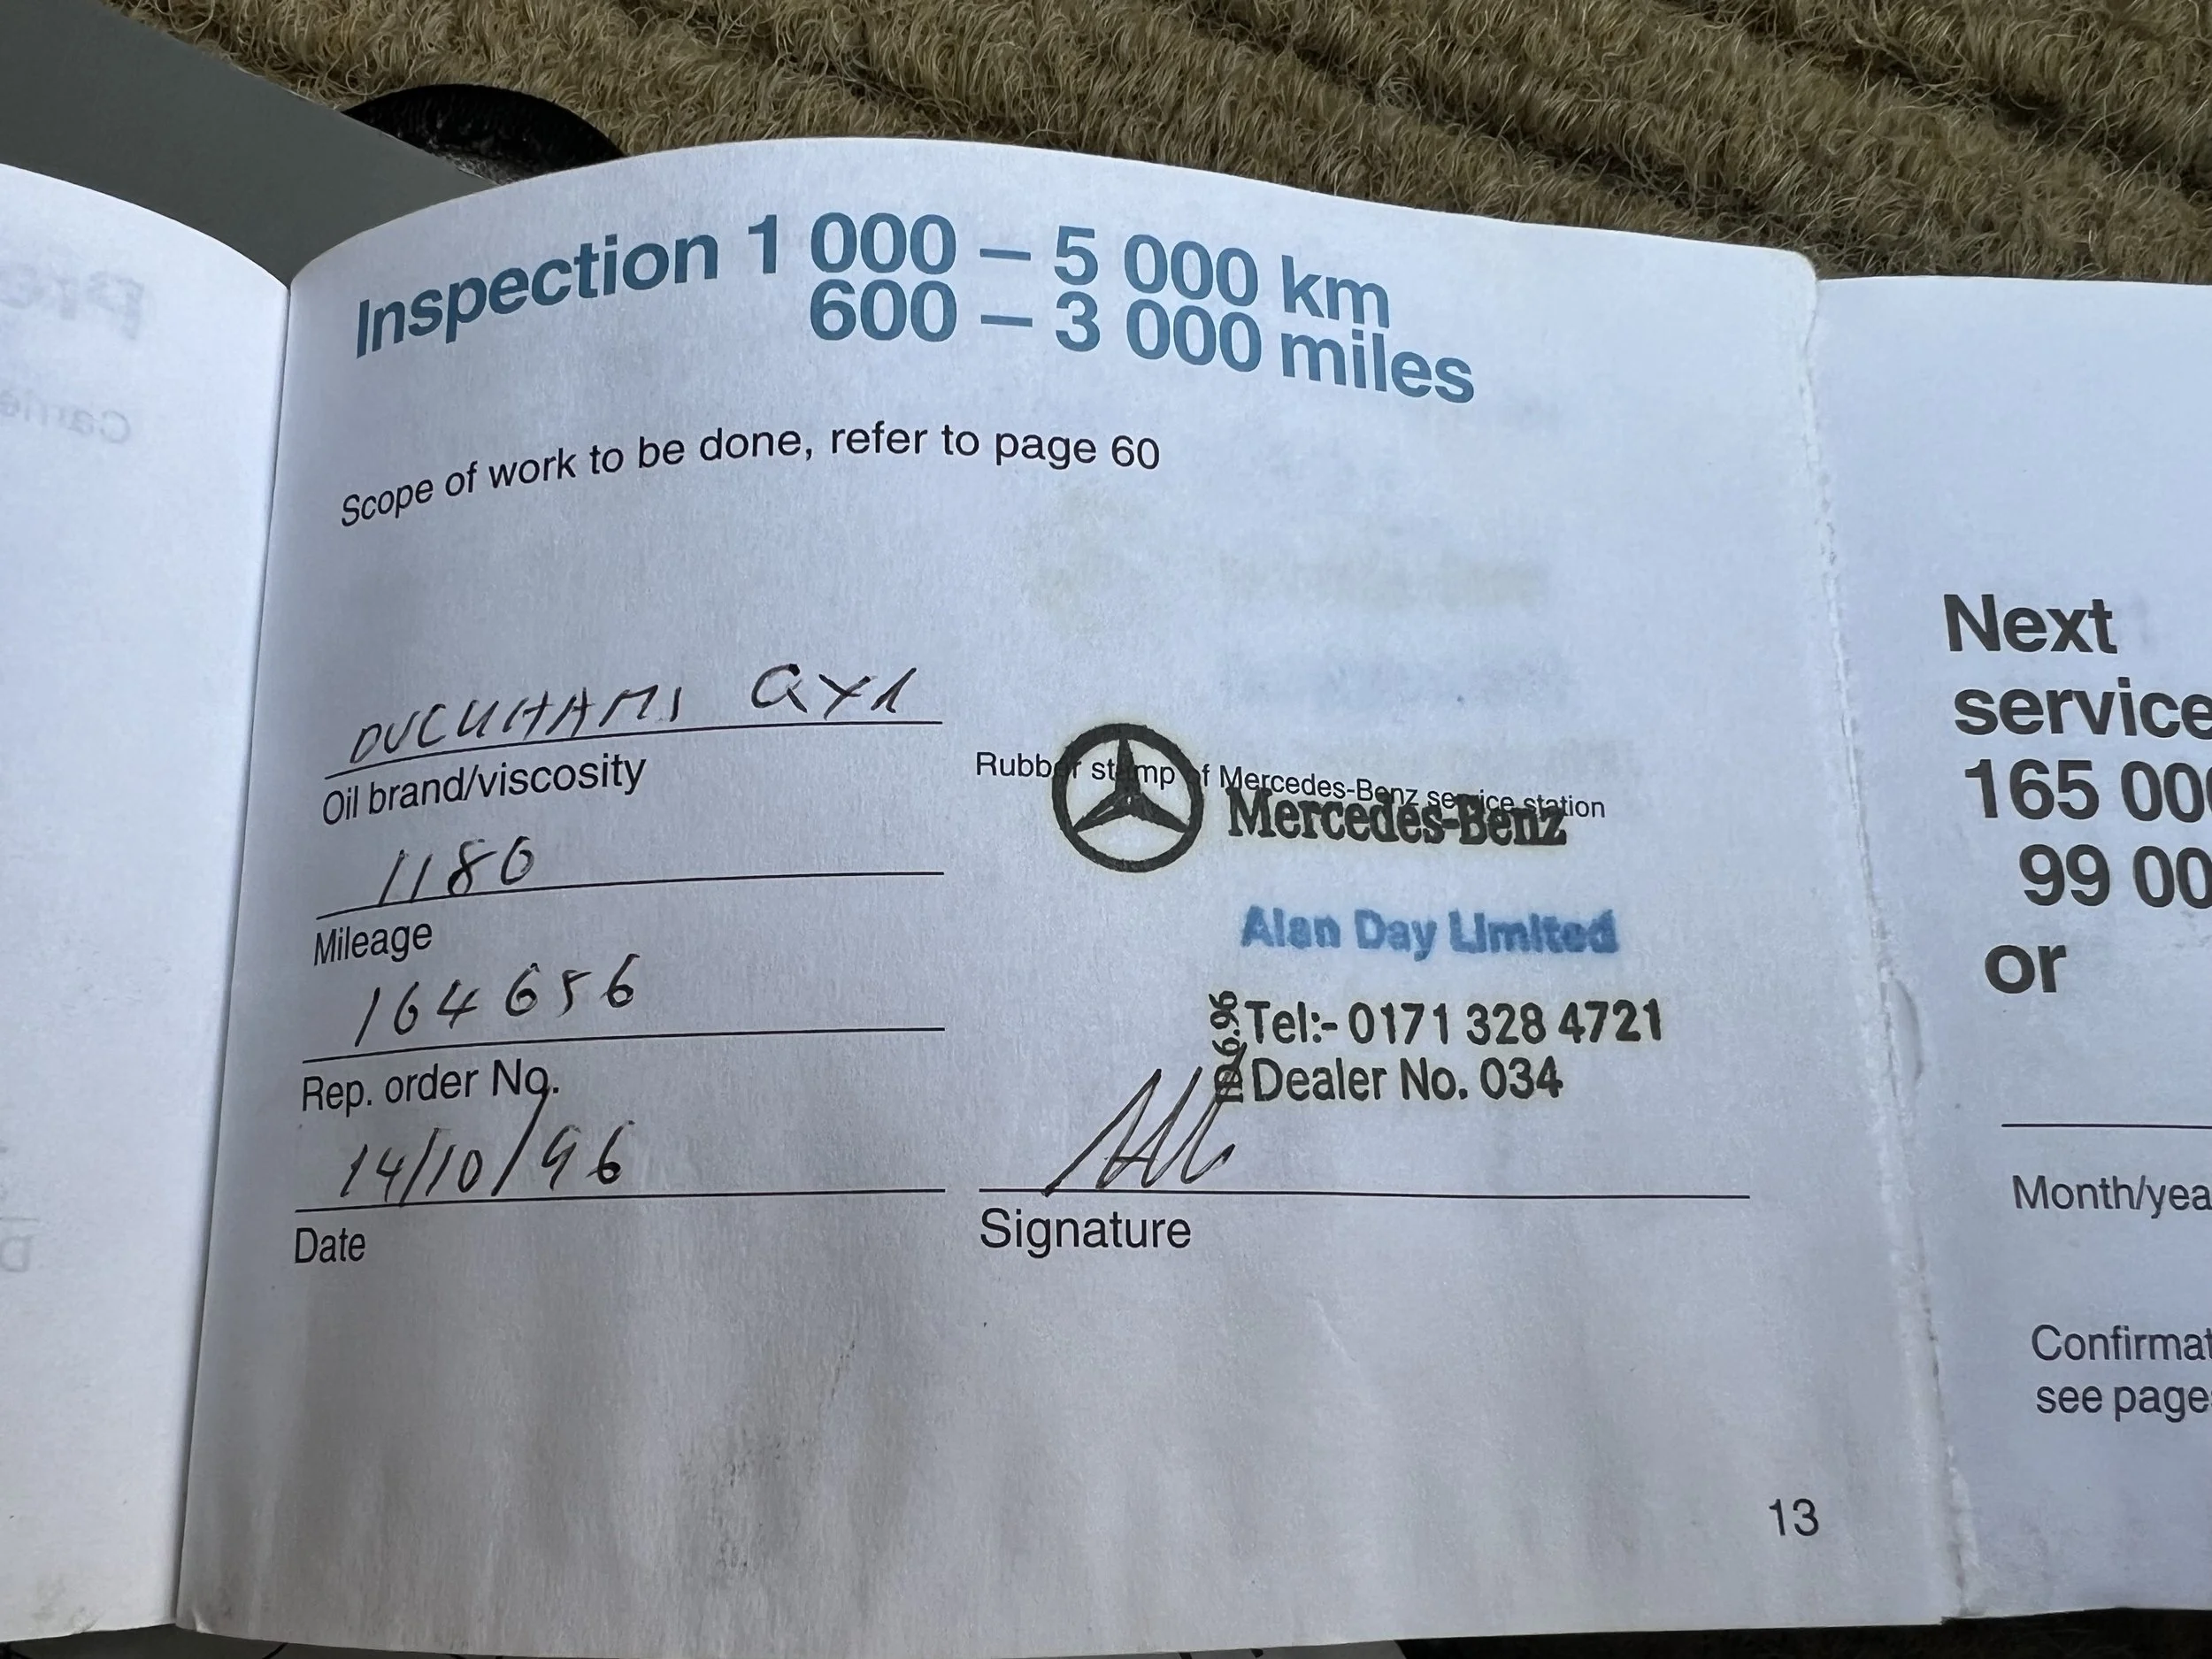 Inspection 1 000 – 5 000 km
600 – 3 000 miles
Scope of work to be done, refer to page 60
DUCUHAMS QXR
Oil brand/viscosity
1180
Mileage
164656
Rep. order No.
14/10/96
Date
Rubber stamp of Mercedes-Benz service station
Mercedes-Benz
Alan Day Limited
Tel:- 0171 328 4721
Dealer No. 034
Signature
13
Next
service
165 00
99 00
or
Month/yea
Confirmat
see page